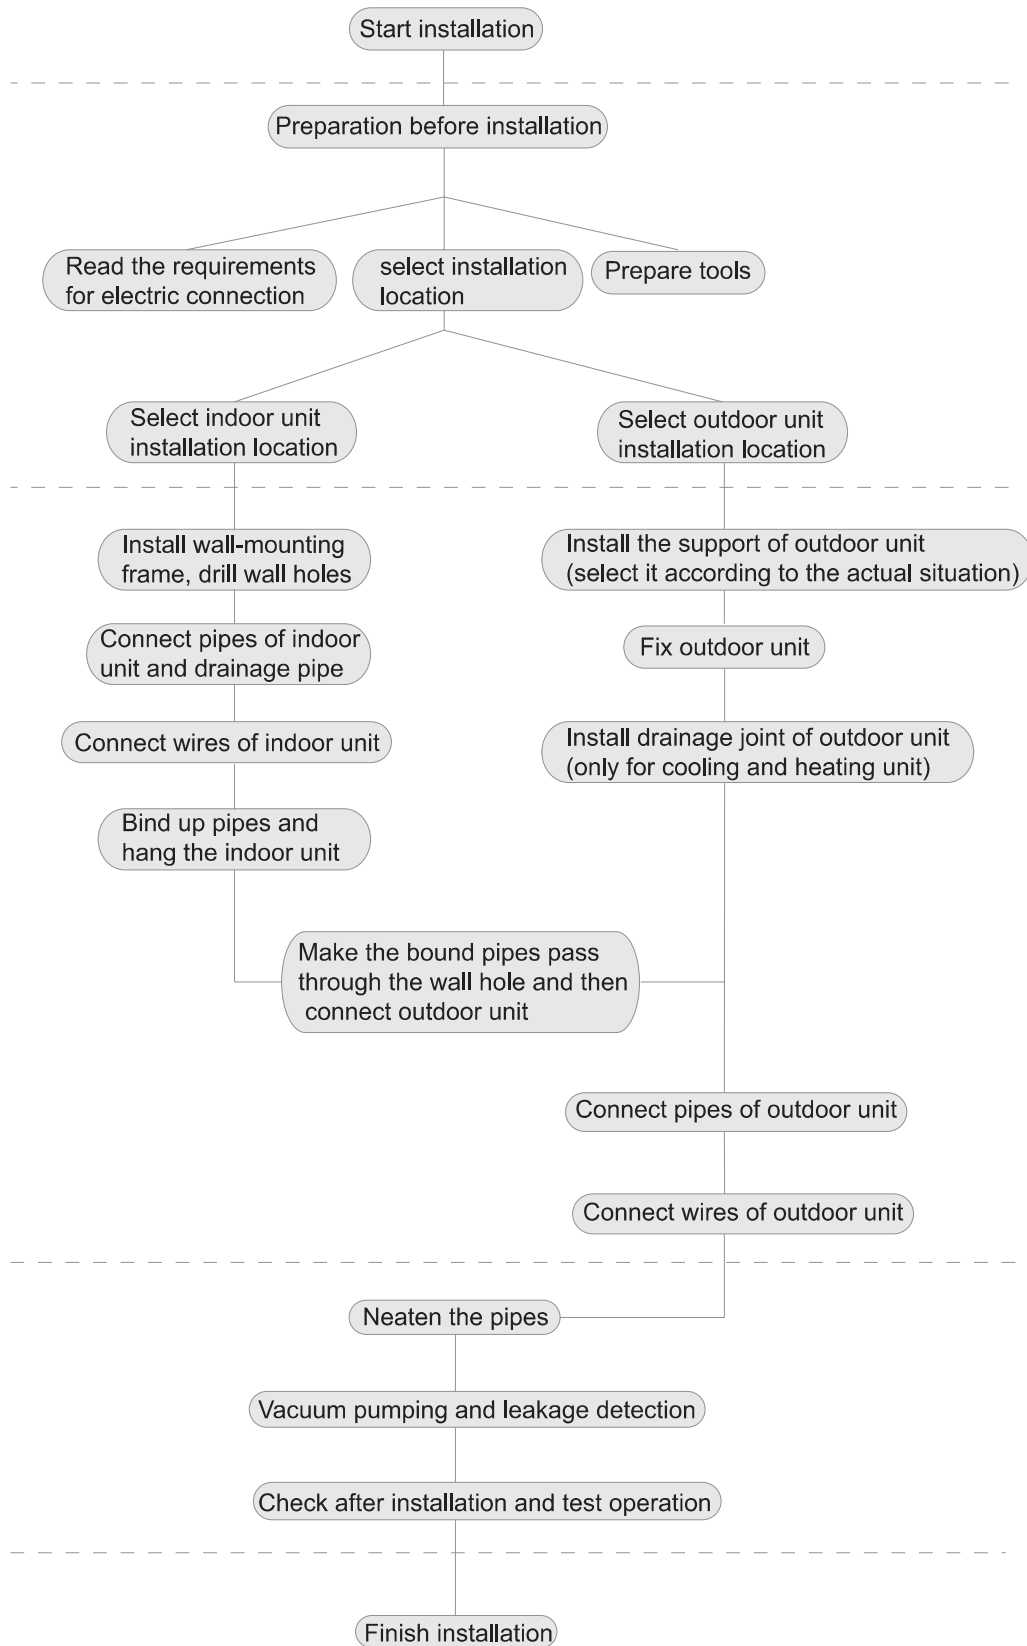 Start installation
Preparation before installation
Read the requirements
for electric connection
select installation
location
Prepare tools
Select indoor unit
installation location
Select outdoor unit
installation location
Install wall-mounting
frame, drill wall holes
Install the support of outdoor unit
(select it according to the actual situation)
Connect pipes of indoor
unit and drainage pipe
Fix outdoor unit
Connect wires of indoor unit
Install drainage joint of outdoor unit
(only for cooling and heating unit)
Bind up pipes and
hang the indoor unit
Make the bound pipes pass
through the wall hole and then
connect outdoor unit
Connect pipes of outdoor unit
Connect wires of outdoor unit
Neaten the pipes
Vacuum pumping and leakage detection
Check after installation and test operation
Finish installation